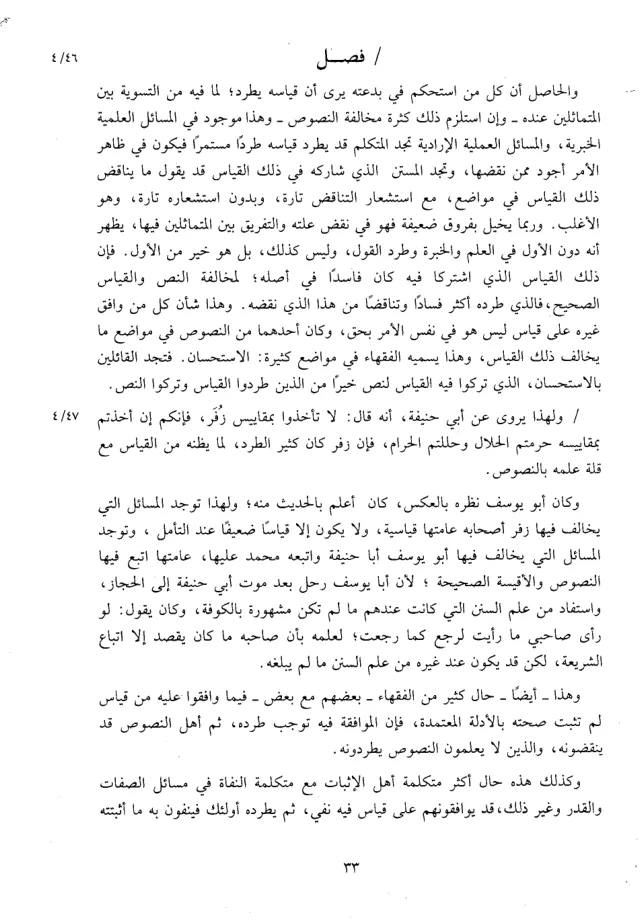 / فصــل
٤/٤٦
والحاصل أن كل من استحكم في بدعته يرى أن قياسه يطرد؛ لما فيه من التسوية بين
المتماثلين عنده ـ وإن استلزم ذلك كثرة مخالفة النصوص ـ وهذا موجود في المسائل العلمية
الخبرية، والمسائل العملية الإرادية تجد المتكلم قد يطرد قياسه طردًا مستمرًا فيكون في ظاهر
الأمر أجود ممن نقضها، وتجد المستن الذي شاركه في ذلك القياس قد يقول ما يناقض
ذلك القياس في مواضع، مع استشعار التناقض تارة، وبدون استشعاره تارة، وهو
الأغلب. وربما يخيل بفروق ضعيفة فهو في نقض علته والتفريق بين المتماثلين فيها، يظهر
أنه دون الأول في العلم والخبرة وطرد القول، وليس كذلك، بل هو خير من الأول. فإن
ذلك القياس الذي اشتركا فيه كان فاسدًا في أصله؛ لمخالفة النص والقياس
الصحيح، فالذي طرده أكثر فسادًا وتناقضًا من هذا الذي نقضه. وهذا شأن كل من وافق
غيره على قياس ليس هو في نفس الأمر بحق، وكان أحدهما من النصوص في مواضع ما
يخالف ذلك القياس، وهذا يسميه الفقهاء في مواضع كثيرة: الاستحسان. فتجد القائلين
بالاستحسان، الذي تركوا فيه القياس لنص خيرًا من الذين طردوا القياس وتركوا النص.
/ ولهذا يروى عن أبي حنيفة، أنه قال: لا تأخذوا بمقاييس زُفَر، فإنكم إن أخذتم
٤/٤٧
بمقاييسه حرمتم الحلال وحللتم الحرام، فإن زفر كان كثير الطرد، لما يظنه من القياس مع
قلة علمه بالنصوص.
وكان أبو يوسف نظره بالعكس، كان أعلم بالحديث منه؛ ولهذا توجد المسائل التي
يخالف فيها زفر أصحابه عامتها قياسية، ولا يكون إلا قياسًا ضعيفًا عند التأمل ، وتوجد
المسائل التي يخالف فيها أبو يوسف أبا حنيفة واتبعه محمد عليها، عامتها اتبع فيها
النصوص والأقيسة الصحيحة ؛ لأن أبا يوسف رحل بعد موت أبي حنيفة إلى الحجاز،
واستفاد من علم السنن التي كانت عندهم ما لم تكن مشهورة بالكوفة، وكان يقول: لو
رأى صاحبي ما رأيت لرجع كما رجعت؛ لعلمه بأن صاحبه ما كان يقصد إلا اتباع
الشريعة، لكن قد يكون عند غيره من علم السنن ما لم يبلغه.
وهذا ـ أيضًا ـ حال كثير من الفقهاء ـ بعضهم مع بعض ـ فيما وافقوا عليه من قياس
لم تثبت صحته بالأدلة المعتمدة، فإن الموافقة فيه توجب طرده، ثم أهل النصوص قد
ينقضونه، والذين لا يعلمون النصوص يطردونه.
وكذلك هذه حال أكثر متكلمة أهل الإثبات مع متكلمة النفاة في مسائل الصفات
والقدر وغير ذلك، قد يوافقونهم على قياس فيه نفي، ثم يطرده أولئك فينفون به ما أثبتته
٣٣